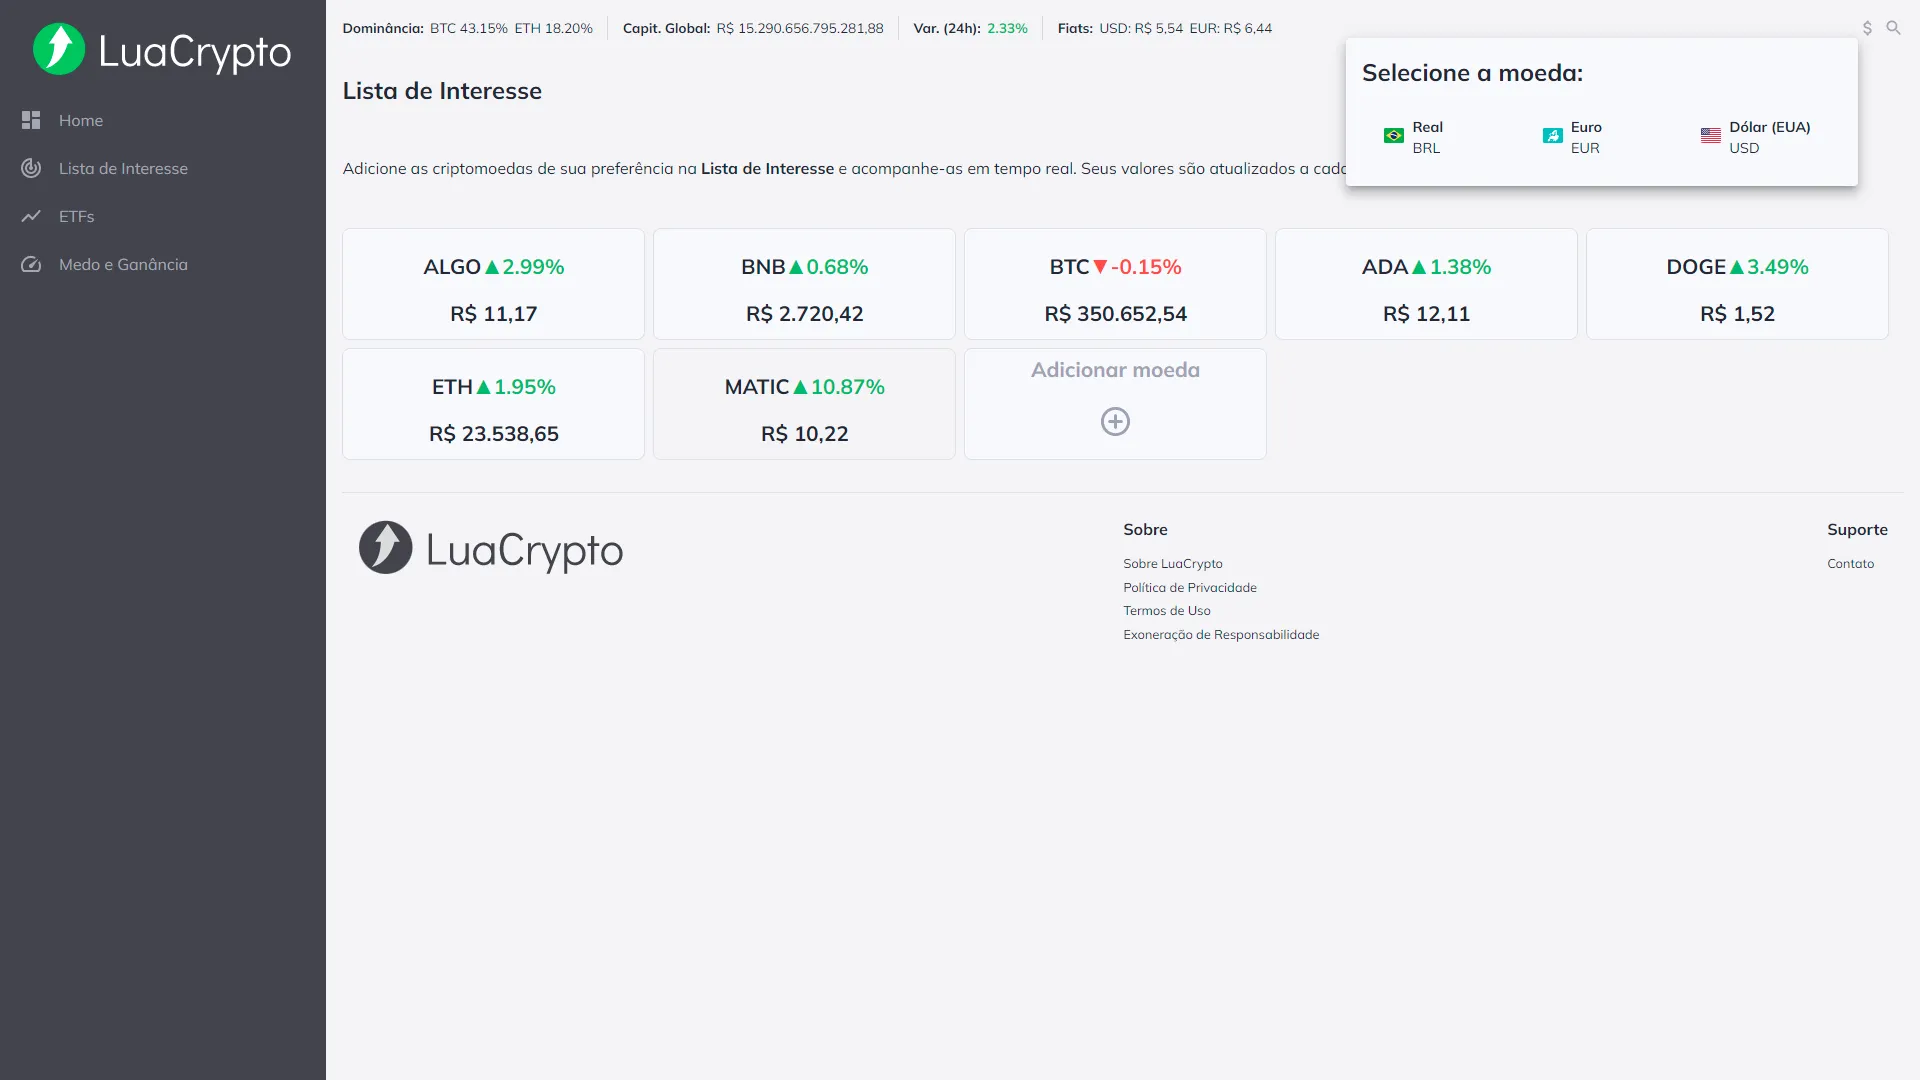 LuaCrypto
Home
Lista de Interesse
ETFs
Medo e Ganância
Dominância: BTC 43.15% ETH 18.20%
Capit. Global: R$ 15.290.656.795.281,88
Var. (24h): 2.33%
Fiats: USD: R$ 5,54 EUR: R$ 6,44
$
Selecione a moeda:
Real
BRL
Euro
EUR
Dólar (EUA)
USD
Lista de Interesse
Adicione as criptomoedas de sua preferência na Lista de Interesse e acompanhe-as em tempo real. Seus valores são atualizados a cada
ALGO▲2.99%
R$ 11,17
BNB▲0.68%
R$ 2.720,42
BTC▼-0.15%
R$ 350.652,54
ADA▲1.38%
R$ 12,11
DOGE▲3.49%
R$ 1,52
ETH▲1.95%
R$ 23.538,65
MATIC▲10.87%
R$ 10,22
Adicionar moeda
LuaCrypto
Sobre
Sobre LuaCrypto
Política de Privacidade
Termos de Uso
Exoneração de Responsabilidade
Suporte
Contato